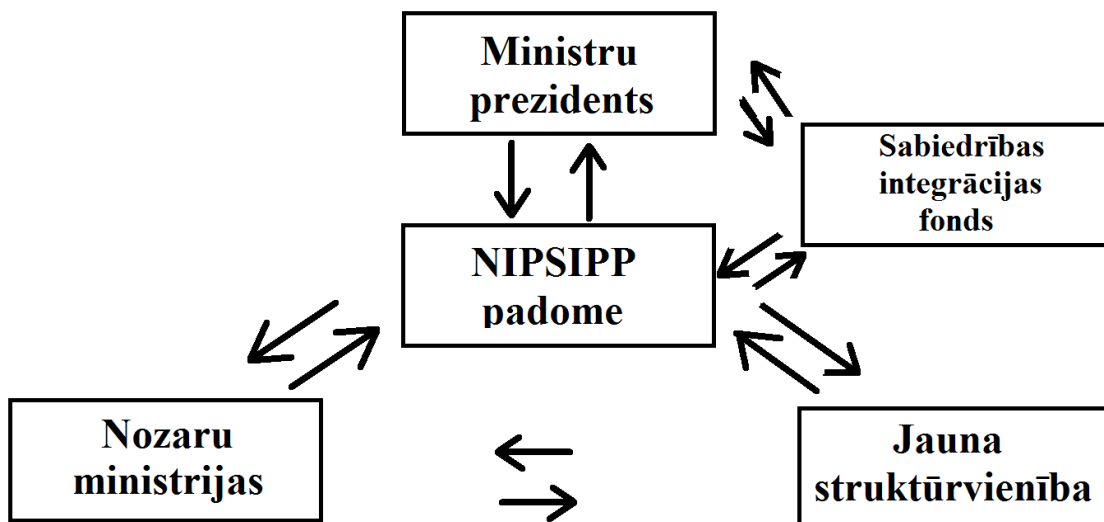 Ministru
prezidents
Sabiedrības
integrācijas
fonds
NIPSIPP
padome
Nozaru
ministrijas
Jauna
struktūrvienība